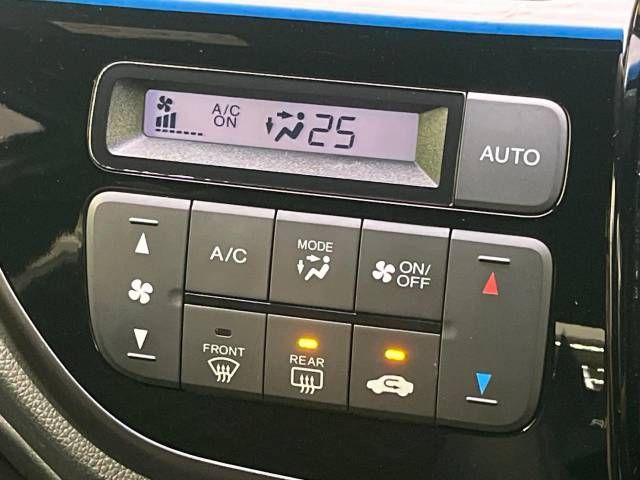 A/C
ON
25
AUTO
A/C
MODE
ON/
OFF
FRONT
REAR